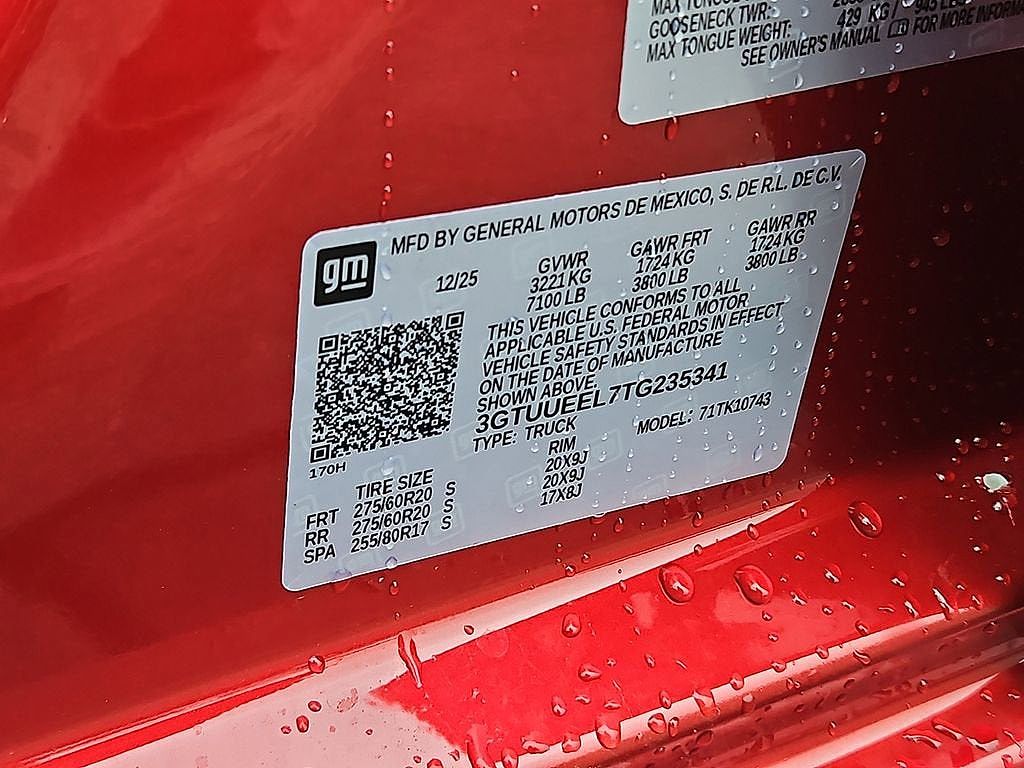 MAX TONGUE
GOOSENECK TWR:
MAX TONGUE WEIGHT: 429 KG / 945 LB
SEE OWNER'S MANUAL FOR MORE INFORMA
gm
MFD BY GENERAL MOTORS DE MEXICO, S. DE R.L. DE C.V.
12/25 GVWR GAWR FRT GAWR RR
3221 KG 1724 KG 1724 KG
7100 LB 3800 LB 3800 LB
THIS VEHICLE CONFORMS TO ALL
APPLICABLE U.S. FEDERAL MOTOR
VEHICLE SAFETY STANDARDS IN EFFECT
ON THE DATE OF MANUFACTURE
SHOWN ABOVE.
3GTUUEEL7TG235341
TYPE: TRUCK MODEL: 71TK10743
170H
TIRE SIZE RIM
FRT 275/60R20 S 20X9J
RR 275/60R20 S 20X9J
SPA 255/80R17 S 17X8J